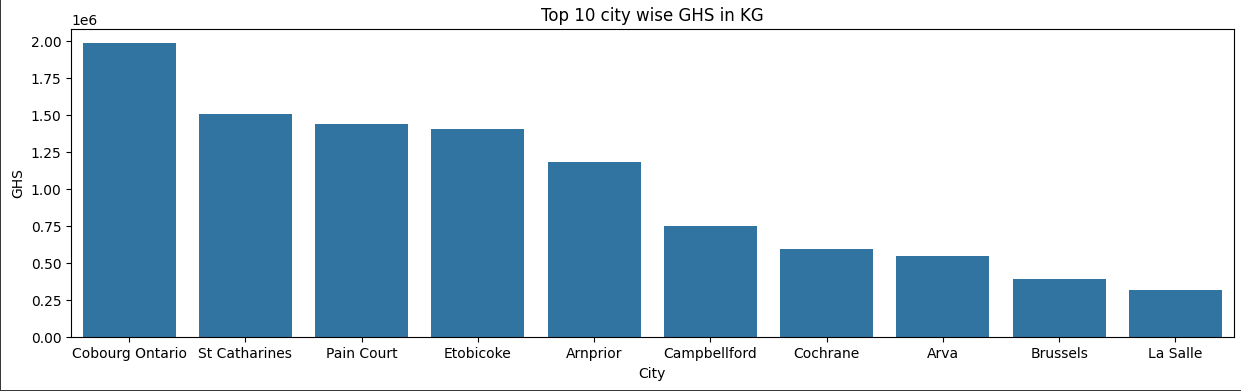 Top 10 city wise GHS in KG
1e6
2.00
1.75
1.50
1.25
1.00
0.75
0.50
0.25
0.00
GHS
Cobourg Ontario St Catharines Pain Court Etobicoke Arnprior Campbellford Cochrane Arva Brussels La Salle
City